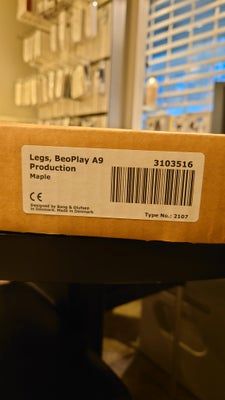 Legs, BeoPlay A9
Production
Maple
3103516
CE
Designed by Bang & Olufsen
in Denmark. Made in Denmark
Type No.: 2107